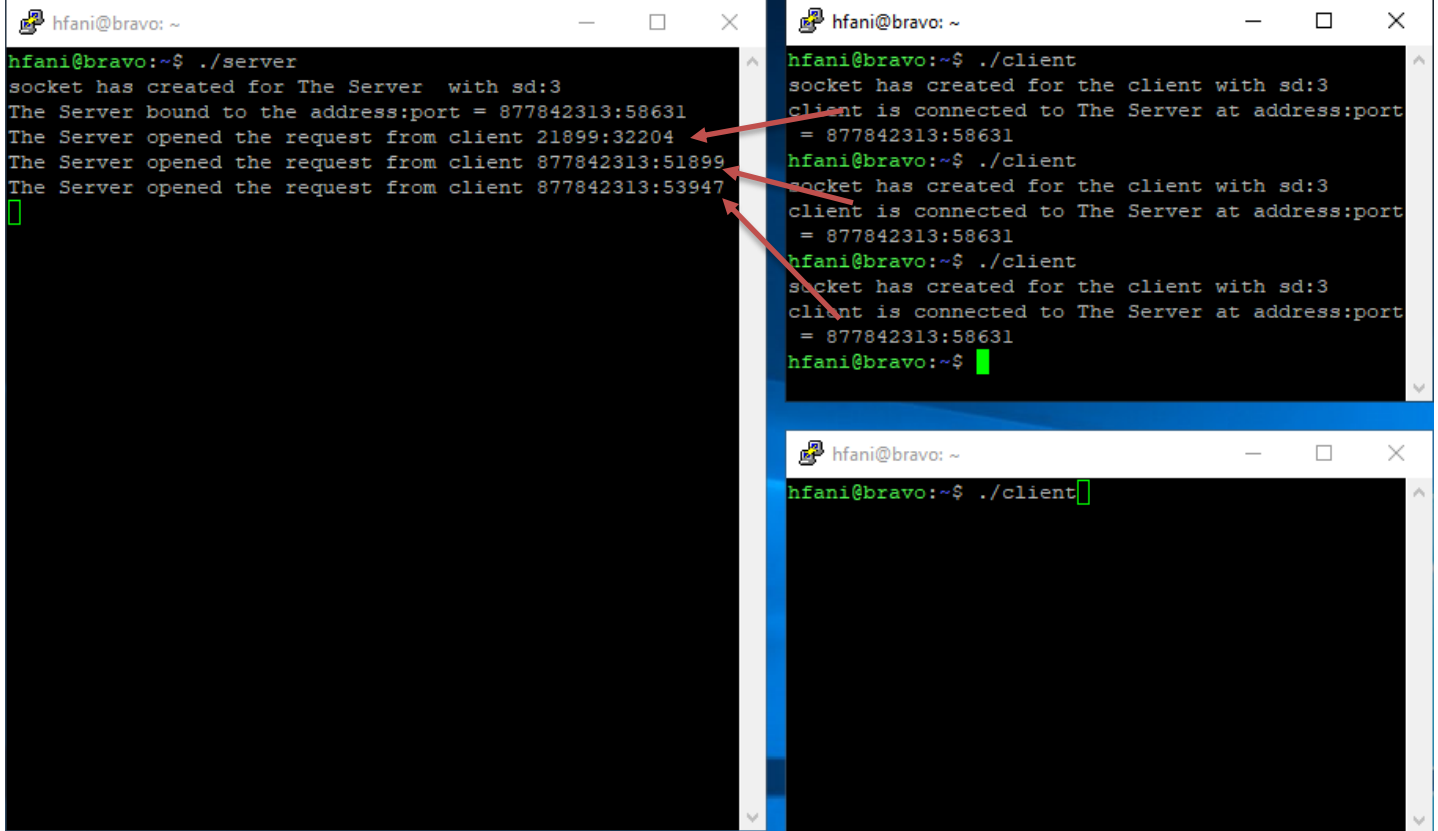 hfani@bravo: ~
hfani@bravo:~$ ./server
socket has created for The Server  with sd:3
The Server bound to the address:port = 877842313:58631
The Server opened the request from client 21899:32204
The Server opened the request from client 877842313:51899
The Server opened the request from client 877842313:53947
hfani@bravo: ~
hfani@bravo:~$ ./client
socket has created for the client with sd:3
client is connected to The Server at address:port
= 877842313:58631
hfani@bravo:~$ ./client
socket has created for the client with sd:3
client is connected to The Server at address:port
= 877842313:58631
hfani@bravo:~$ ./client
socket has created for the client with sd:3
client is connected to The Server at address:port
= 877842313:58631
hfani@bravo:~$
hfani@bravo: ~
hfani@bravo:~$ ./client